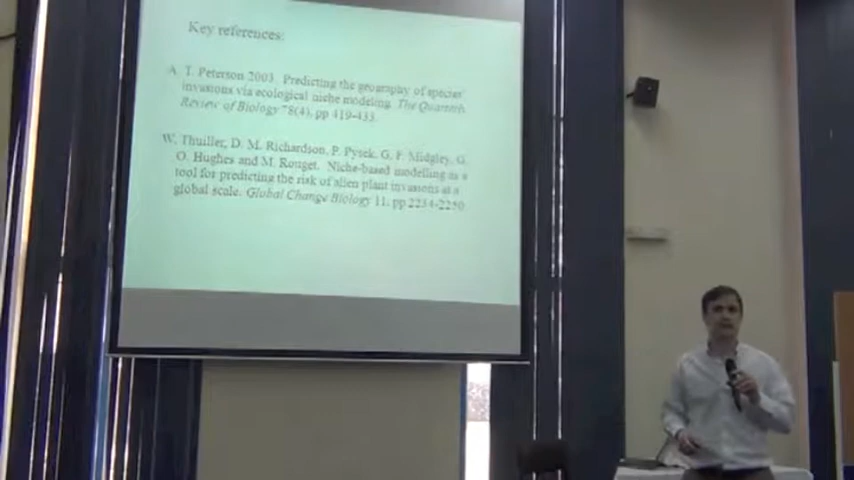 Key references:
A. T. Peterson 2003. Predicting the geography of species'
invasions via ecological niche modeling. The Quarterly
Review of Biology 78(4), pp 419-433.
W. Thuiller, D. M. Richardson, P. Pysek, G. F. Midgley, G.
O. Hughes and M. Rouget. Niche-based modelling as a
tool for predicting the risk of alien plant invasions at a
global scale. Global Change Biology 11, pp 2234-2250